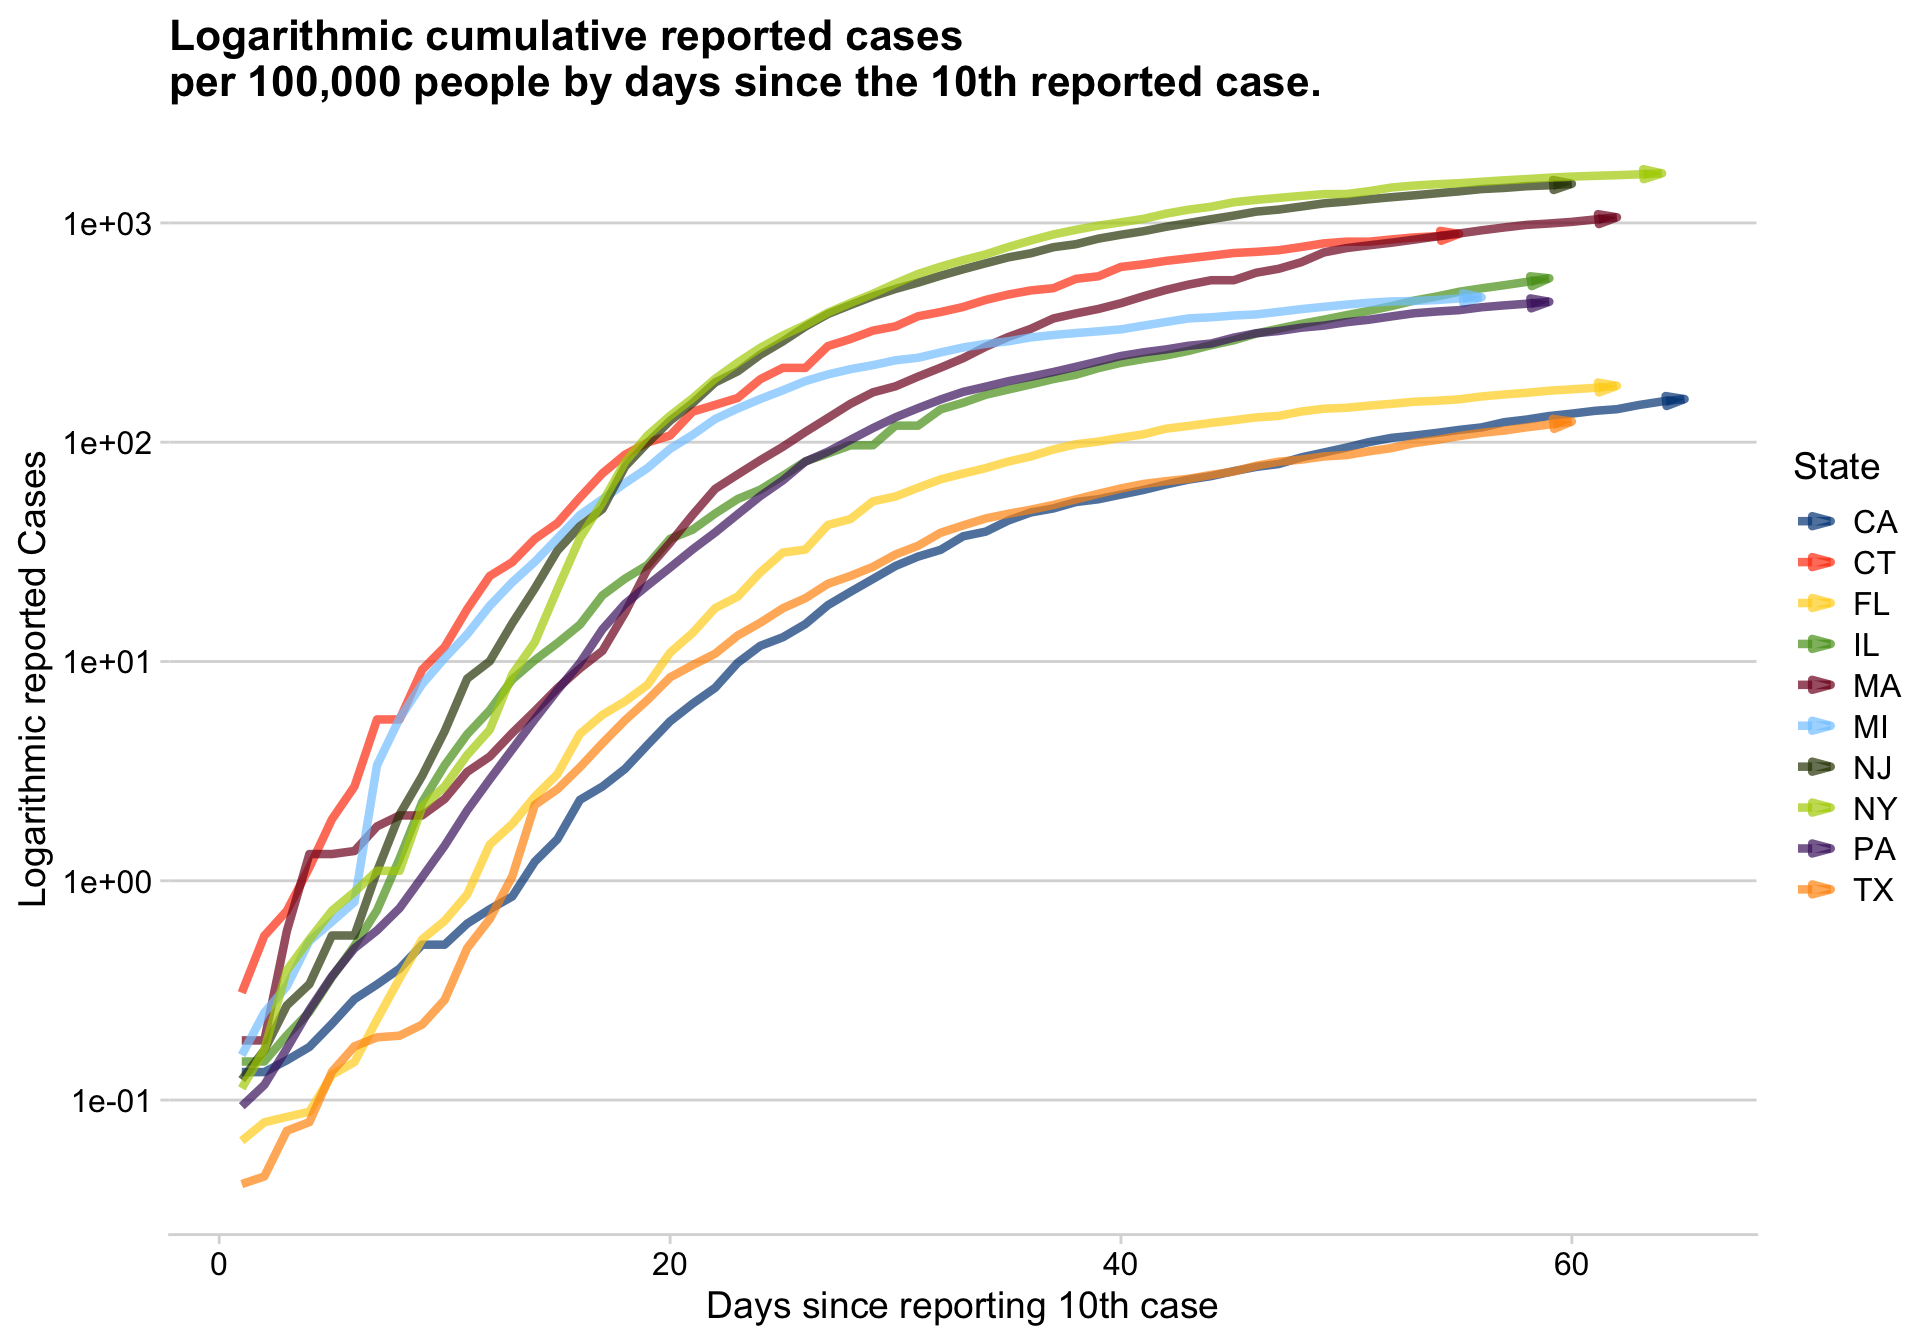 Logarithmic cumulative reported cases
per 100,000 people by days since the 10th reported case.
Logarithmic reported Cases
1e+03
1e+02
1e+01
1e+00
1e-01
0
20
40
60
Days since reporting 10th case
State
CA
CT
FL
IL
MA
MI
NJ
NY
PA
TX